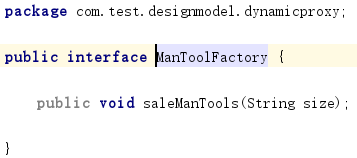 package com.test.designmodel.dynamicproxy;
public interface ManToolFactory {
public void saleManTools(String size);
}